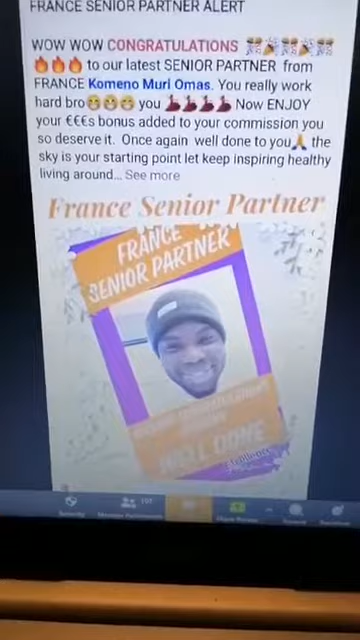 FRANCE SENIOR PARTNER ALERT
WOW WOW CONGRATULATIONS 🎊🎉🎊🎉🎊
🔥🔥🔥 to our latest SENIOR PARTNER from
FRANCE Komeno Muri Omas. You really work
hard bro😁😁😁 you 💪🏿💪🏿💪🏿💪🏿 Now ENJOY
your €€€s bonus added to your commission you
so deserve it. Once again well done to you🙏 the
sky is your starting point let keep inspiring healthy
living around... See more
France Senior Partner
FRANCE
SENIOR PARTNER
WELL DONE